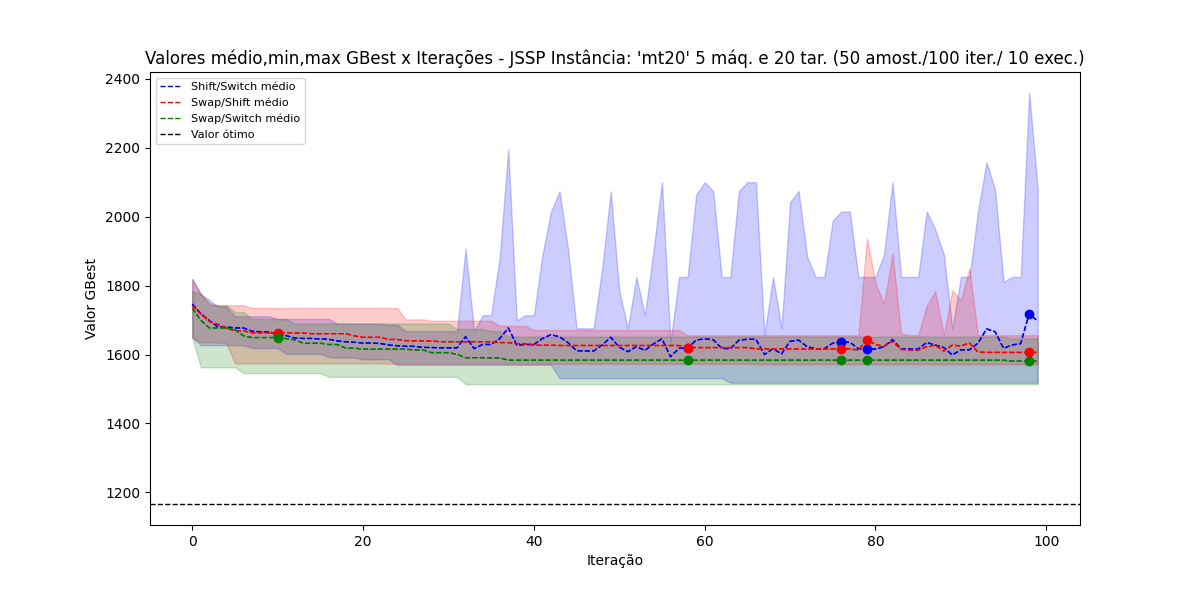 Valores médio,min,max GBest x Iterações - JSSP Instância: 'mt20' 5 máq. e 20 tar. (50 amost./100 iter./ 10 exec.)
Shift/Switch médio
Swap/Shift médio
Swap/Switch médio
Valor ótimo
Valor GBest
2400
2200
2000
1800
1600
1400
1200
0
20
40
60
80
100
Iteração